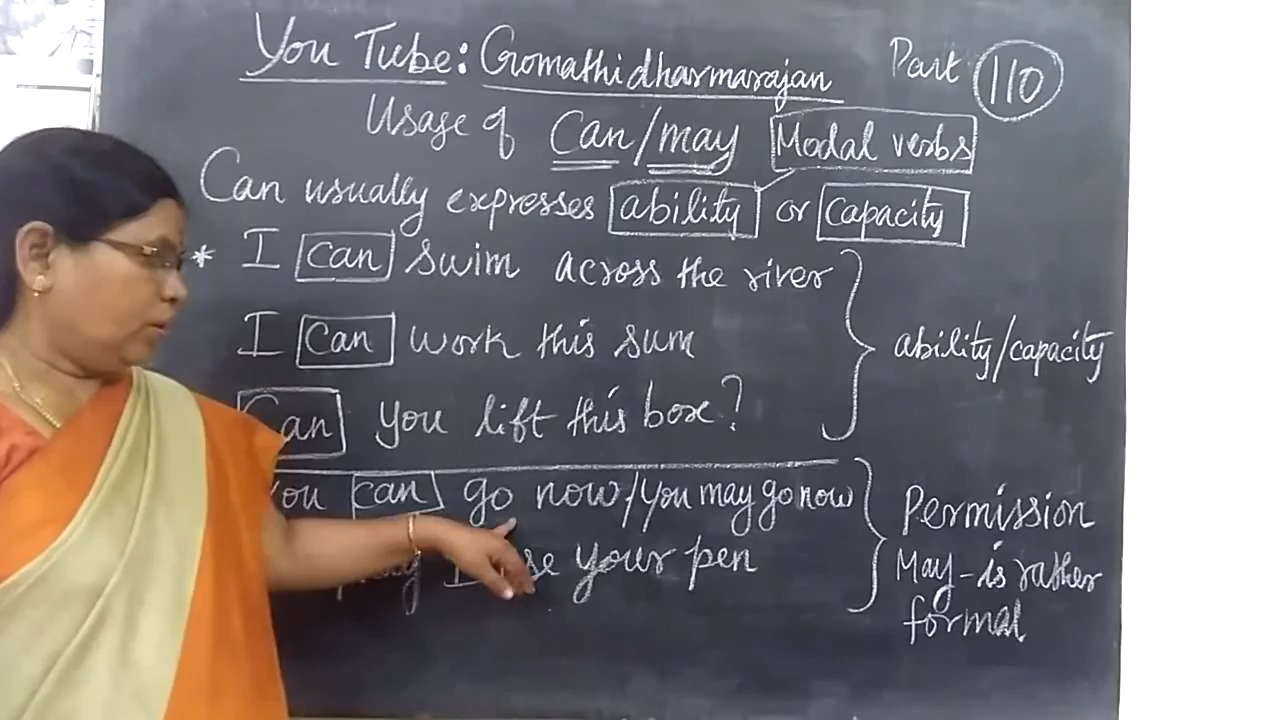 You Tube: Gomathidharmarajan Part 110
Usage of Can/may Modal verbs
Can usually expresses ability or capacity
* I can swim across the river
I can work this sum
Can you lift this box?
ability/capacity
You can go now/You may go now
I use your pen
Permission
May - is rather
formal